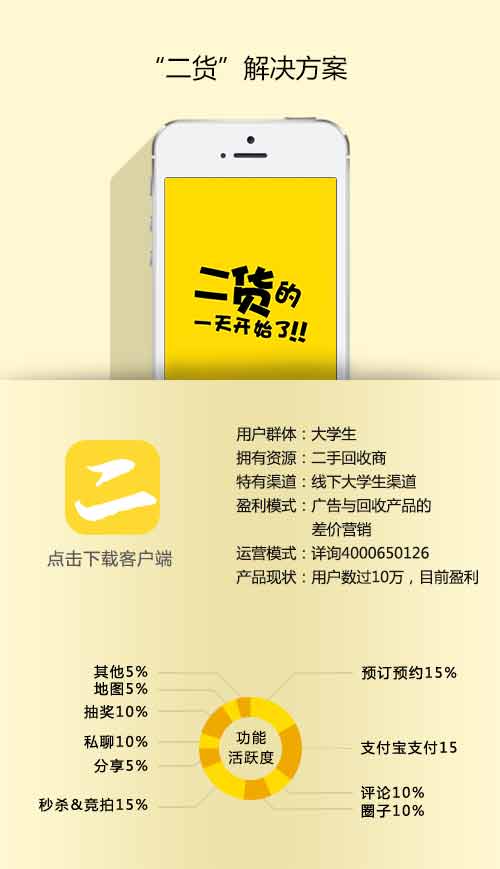 “二货”解决方案
二货的
一天开始了!!
二
点击下载客户端
用户群体：大学生
拥有资源：二手回收商
特有渠道：线下大学生渠道
盈利模式：广告与回收产品的
差价营销
运营模式：详询4000650126
产品现状：用户数过10万，目前盈利
其他5%
地图5%
抽奖10%
私聊10%
分享5%
秒杀&竞拍15%
功能
活跃度
预订预约15%
支付宝支付15
评论10%
圈子10%